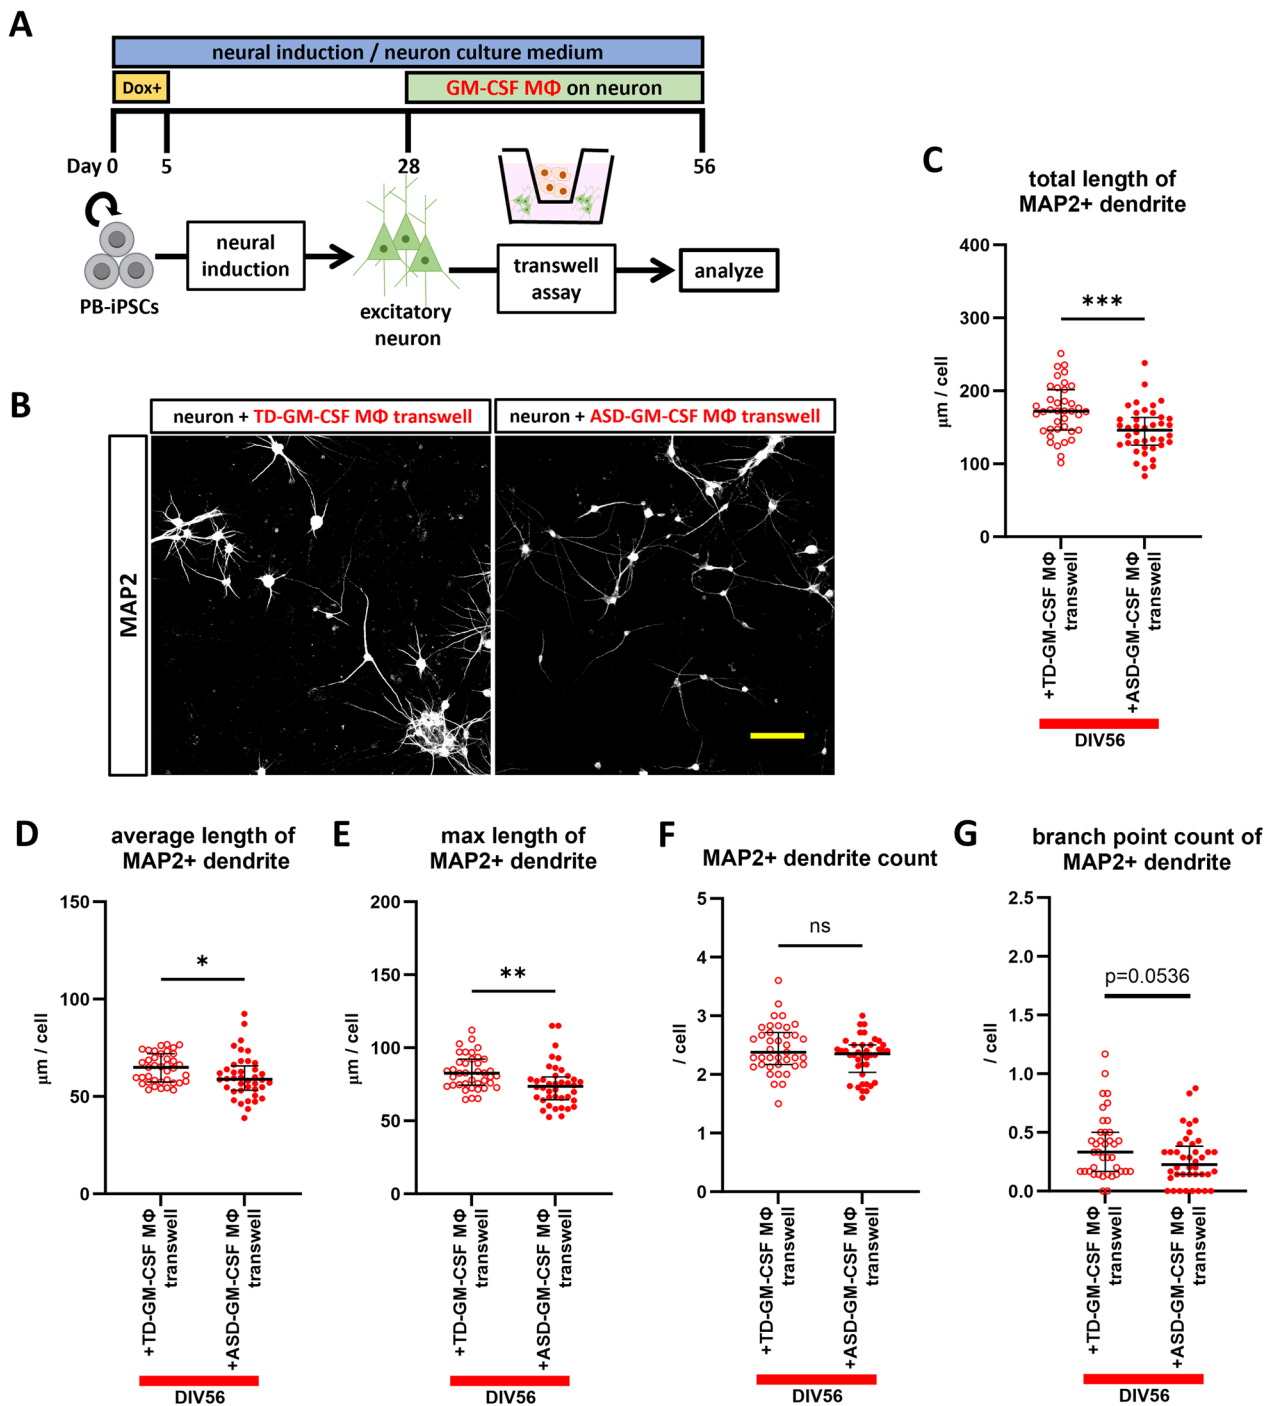 A
neural induction / neuron culture medium
Dox+
GM-CSF MΦ on neuron
Day 0 5 28 56
PB-iPSCs
neural
induction
excitatory
neuron
transwell
assay
analyze
B
neuron + TD-GM-CSF MΦ transwell
neuron + ASD-GM-CSF MΦ transwell
MAP2
C
total length of
MAP2+ dendrite
μm / cell
400
300
200
100
0
***
+TD-GM-CSF MΦ
transwell
+ASD-GM-CSF MΦ
transwell
DIV56
D
average length of
MAP2+ dendrite
μm / cell
150
100
50
0
*
+TD-GM-CSF MΦ
transwell
+ASD-GM-CSF MΦ
transwell
DIV56
E
max length of
MAP2+ dendrite
μm / cell
200
150
100
50
0
**
+TD-GM-CSF MΦ
transwell
+ASD-GM-CSF MΦ
transwell
DIV56
F
MAP2+ dendrite count
/ cell
5
4
3
2
1
0
ns
+TD-GM-CSF MΦ
transwell
+ASD-GM-CSF MΦ
transwell
DIV56
G
branch point count of
MAP2+ dendrite
/ cell
2.5
2.0
1.5
1.0
0.5
0.0
p=0.0536
+TD-GM-CSF MΦ
transwell
+ASD-GM-CSF MΦ
transwell
DIV56